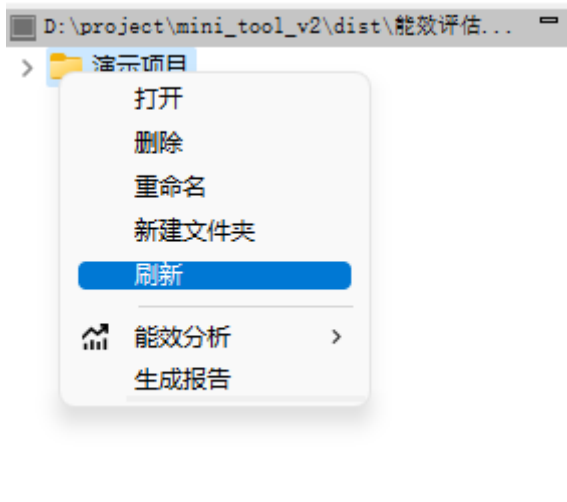 D:\project\mini_tool_v2\dist\能效评估...
演示项目
打开
删除
重命名
新建文件夹
刷新
能效分析
生成报告